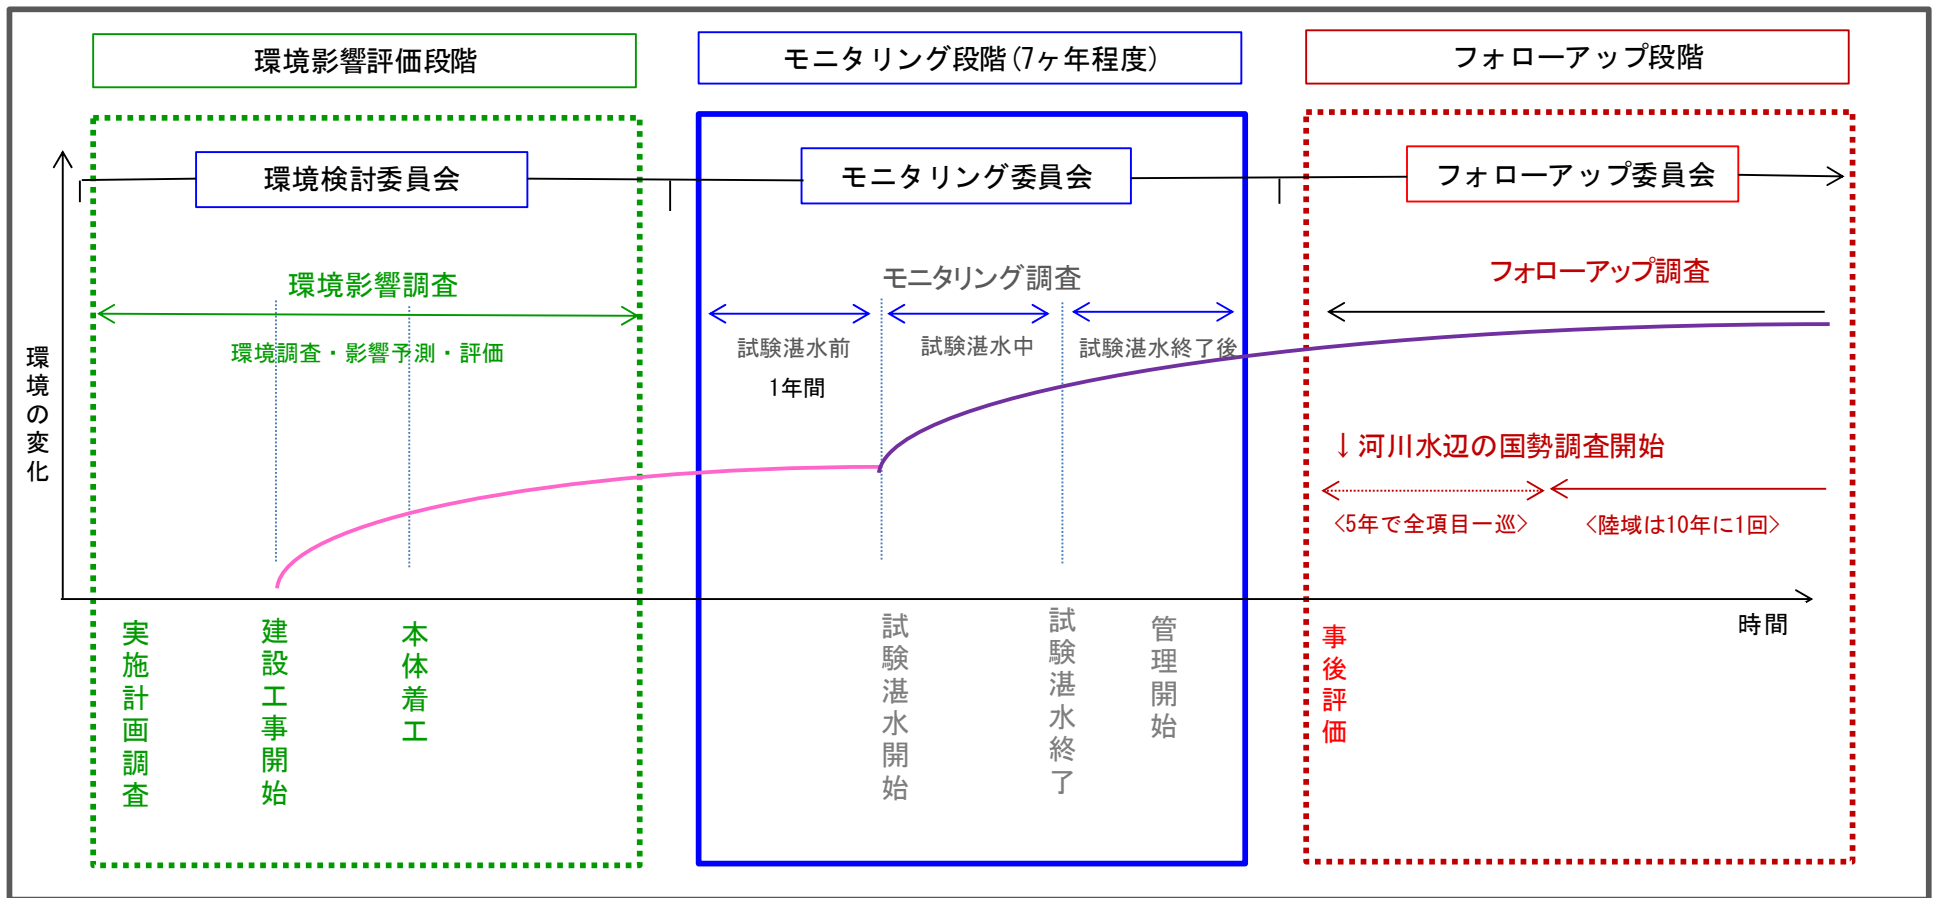 環境影響評価段階
モニタリング段階(7ヶ年程度)
フォローアップ段階
環境検討委員会
モニタリング委員会
フォローアップ委員会
環境影響調査
環境調査・影響予測・評価
モニタリング調査
試験湛水前
1年間
試験湛水中
試験湛水終了後
フォローアップ調査
↓河川水辺の国勢調査開始
<5年で全項目一巡>
<陸域は10年に1回>
環境の変化
時間
実施計画調査
建設工事開始
本体着工
試験湛水開始
試験湛水終了
管理開始
事後評価